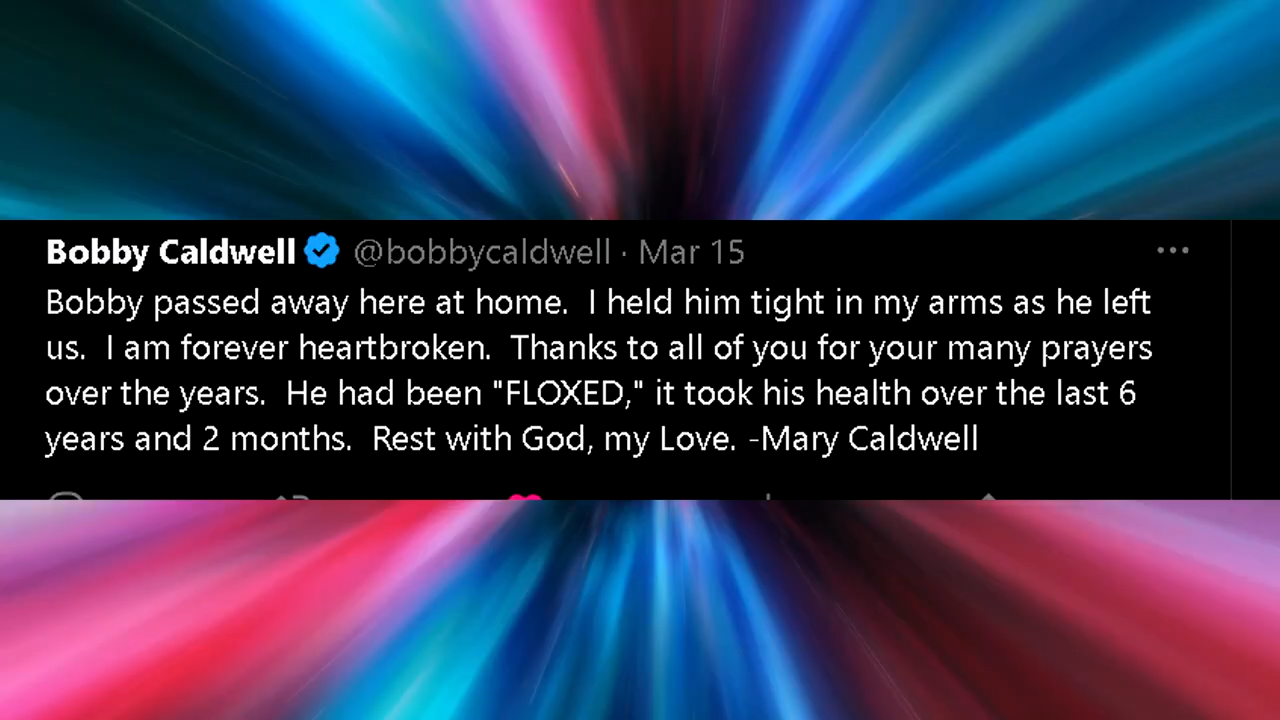 Bobby Caldwell @bobbycaldwell · Mar 15
Bobby passed away here at home.  I held him tight in my arms as he left
us.  I am forever heartbroken.  Thanks to all of you for your many prayers
over the years.  He had been "FLOXED," it took his health over the last 6
years and 2 months.  Rest with God, my Love. -Mary Caldwell